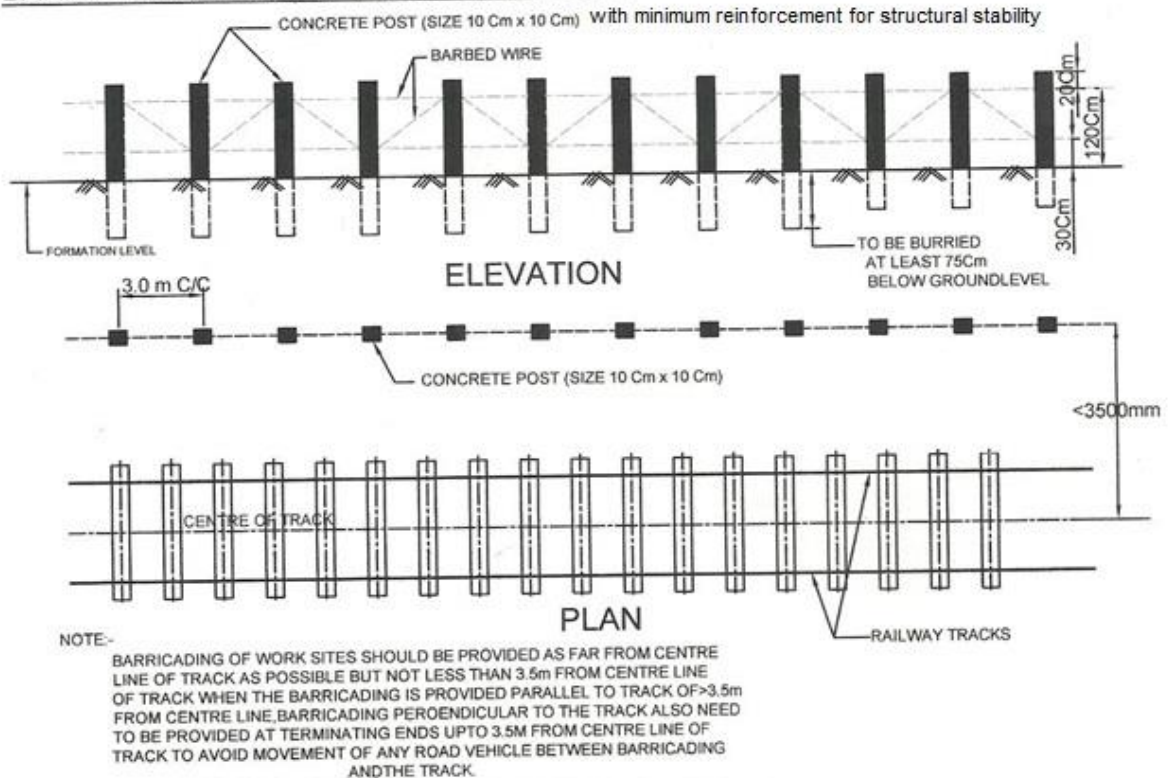 CONCRETE POST (SIZE 10 Cm x 10 Cm) with minimum reinforcement for structural stability
BARBED WIRE
20Cm
120Cm
30Cm
FORMATION LEVEL
TO BE BURRIED
AT LEAST 75Cm
BELOW GROUNDLEVEL
ELEVATION
3.0 m C/C
CONCRETE POST (SIZE 10 Cm x 10 Cm)
<3500mm
CENTRE OF TRACK
PLAN
RAILWAY TRACKS
NOTE:-
BARRICADING OF WORK SITES SHOULD BE PROVIDED AS FAR FROM CENTRE
LINE OF TRACK AS POSSIBLE BUT NOT LESS THAN 3.5m FROM CENTRE LINE
OF TRACK WHEN THE BARRICADING IS PROVIDED PARALLEL TO TRACK OF>3.5m
FROM CENTRE LINE,BARRICADING PEROENDICULAR TO THE TRACK ALSO NEED
TO BE PROVIDED AT TERMINATING ENDS UPTO 3.5M FROM CENTRE LINE OF
TRACK TO AVOID MOVEMENT OF ANY ROAD VEHICLE BETWEEN BARRICADING
ANDTHE TRACK.